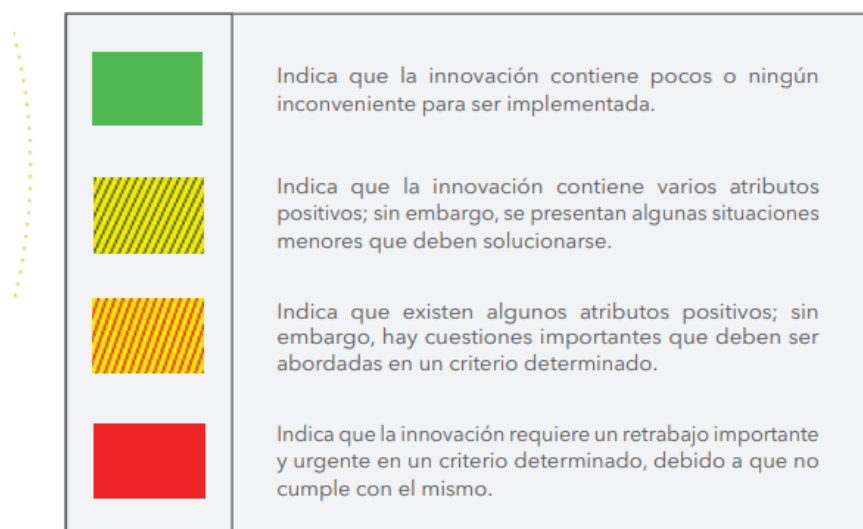 Indica que la innovación contiene pocos o ningún
inconveniente para ser implementada.
Indica que la innovación contiene varios atributos
positivos; sin embargo, se presentan algunas situaciones
menores que deben solucionarse.
Indica que existen algunos atributos positivos; sin
embargo, hay cuestiones importantes que deben ser
abordadas en un criterio determinado.
Indica que la innovación requiere un retrabajo importante
y urgente en un criterio determinado, debido a que no
cumple con el mismo.